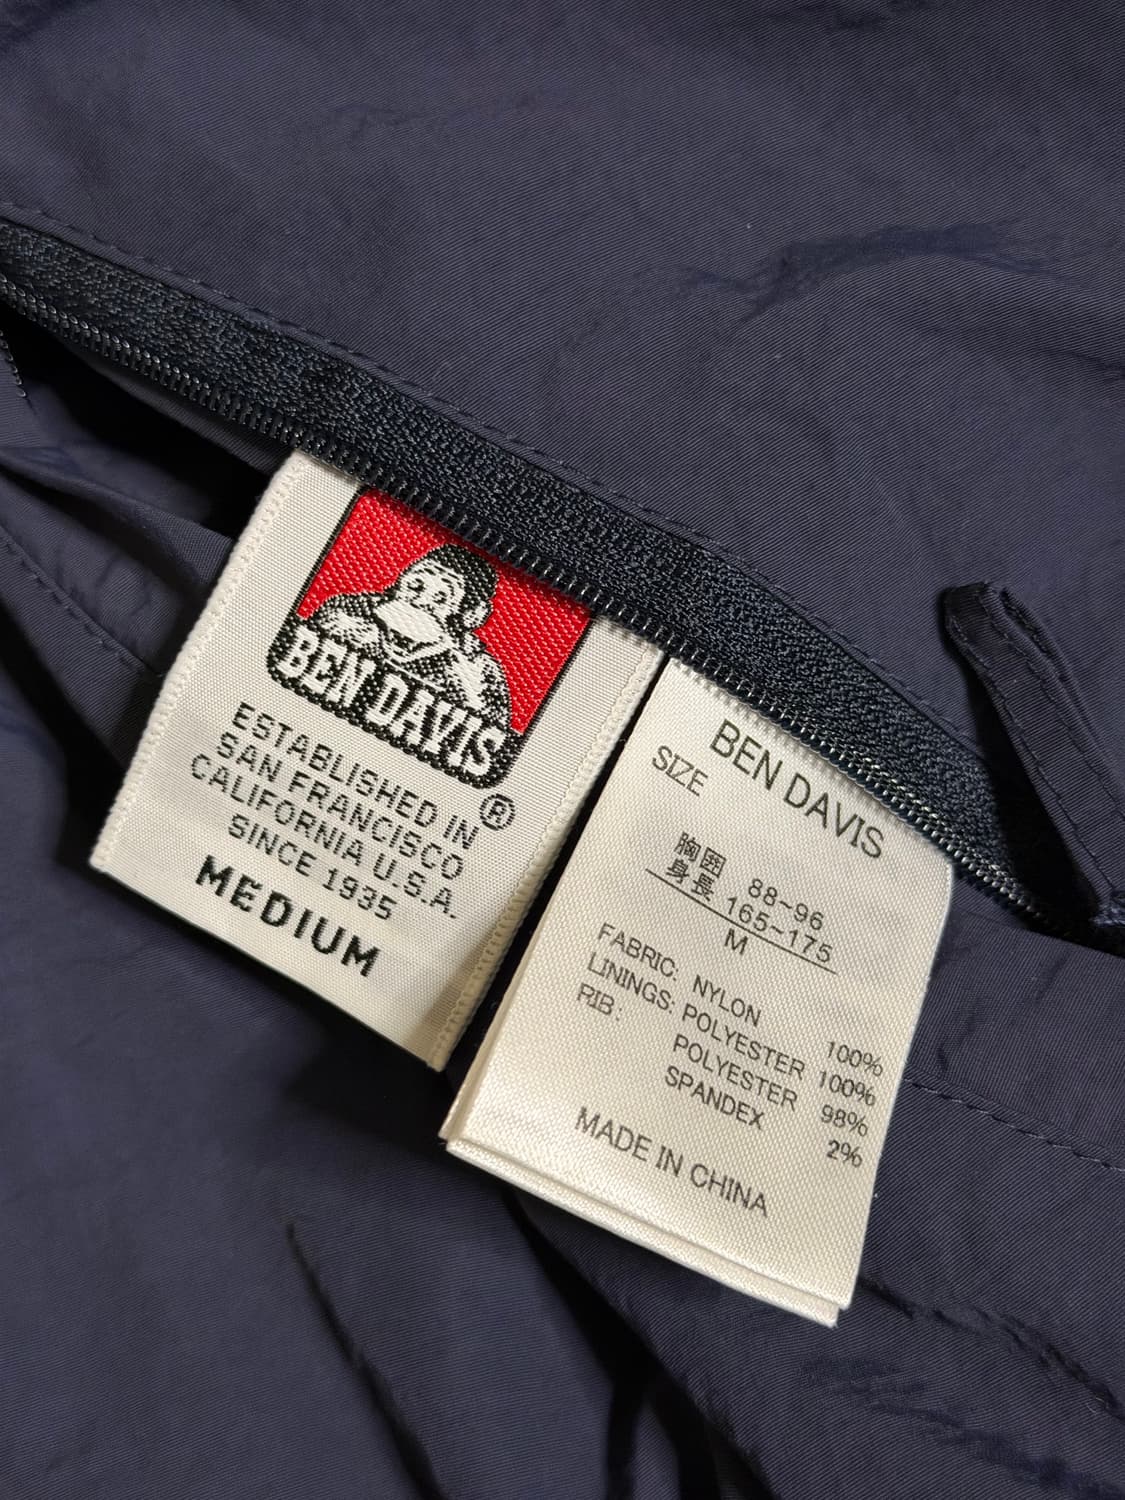 BEN DAVIS
®
ESTABLISHED IN
SAN FRANCISCO
CALIFORNIA U.S.A.
SINCE 1935
MEDIUM
BEN DAVIS
SIZE
胸囲 88~96
身長 165~175
M
FABRIC: NYLON 100%
LININGS: POLYESTER 100%
RIB: POLYESTER 98%
SPANDEX 2%
MADE IN CHINA